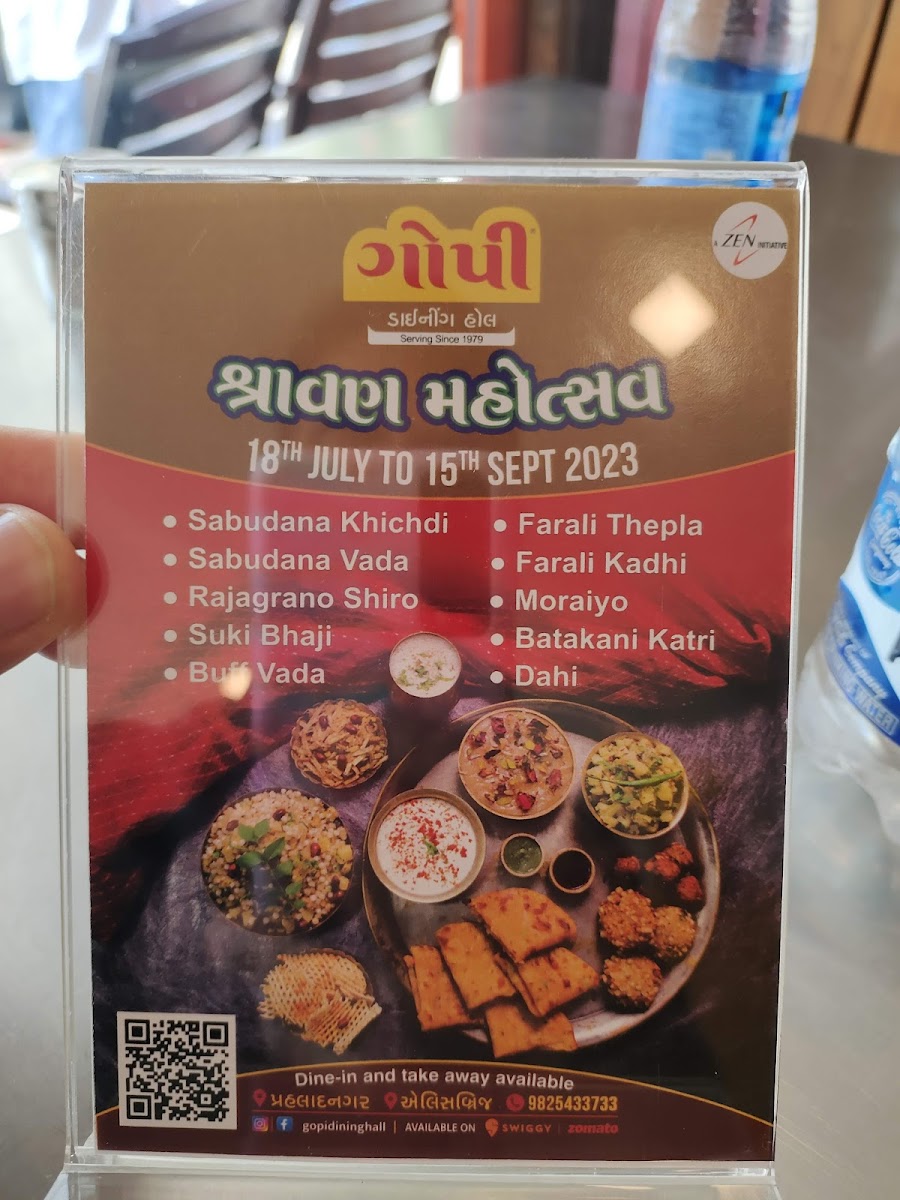 ગોપી
A ZEN INITIATIVE
ડાઈનીંગ હોલ
Serving Since 1979
શ્રાવણ મહોત્સવ
18TH JULY TO 15TH SEPT 2023
• Sabudana Khichdi
• Sabudana Vada
• Rajagrano Shiro
• Suki Bhaji
• Buff Vada
• Farali Thepla
• Farali Kadhi
• Moraiyo
• Batakani Katri
• Dahi
Dine-in and take away available
પ્રહલાદનગર એલિસબ્રિજ 9825433733
gopidininghall | AVAILABLE ON SWIGGY | zomato